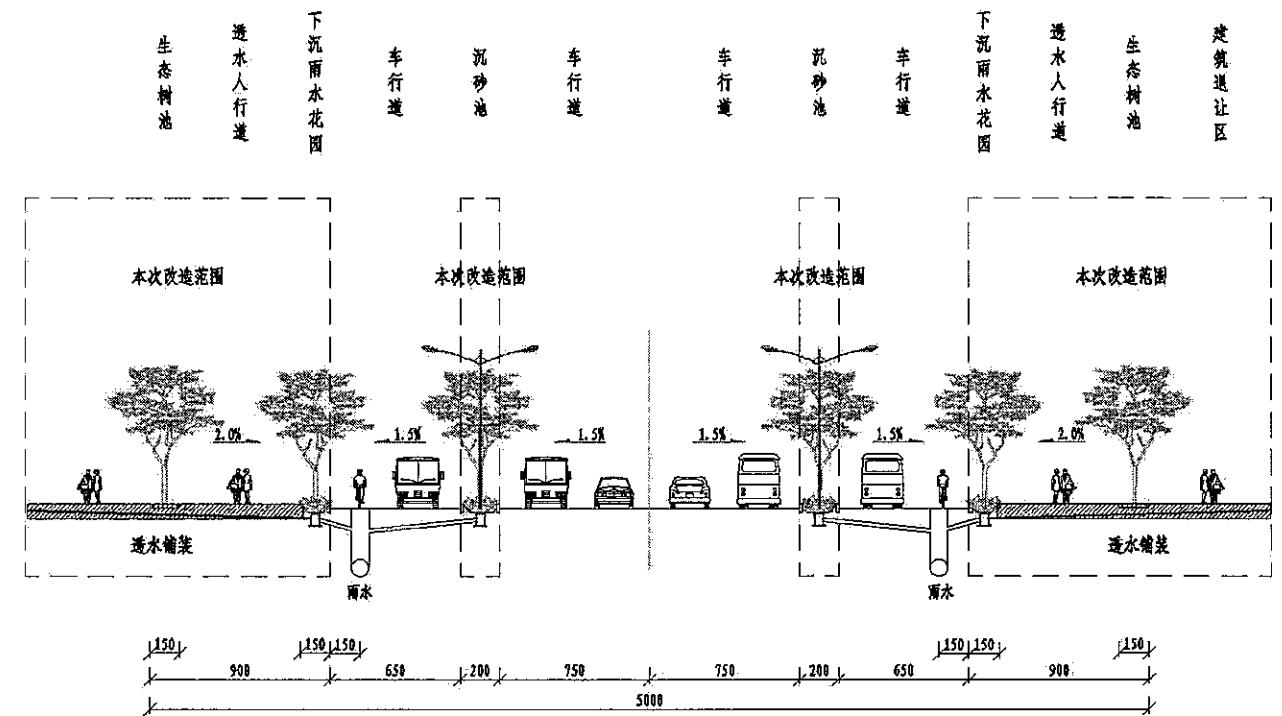 生态树池
透水人行道
下沉雨水花园
车行道
沉砂池
车行道
车行道
沉砂池
车行道
下沉雨水花园
透水人行道
生态树池
建筑退让区
本次改造范围
本次改造范围
本次改造范围
本次改造范围
2.0%
1.5%
1.5%
1.5%
1.5%
2.0%
透水铺装
透水铺装
雨水
雨水
150
150
150
150
150
150
900
650
200
750
750
200
650
900
5000